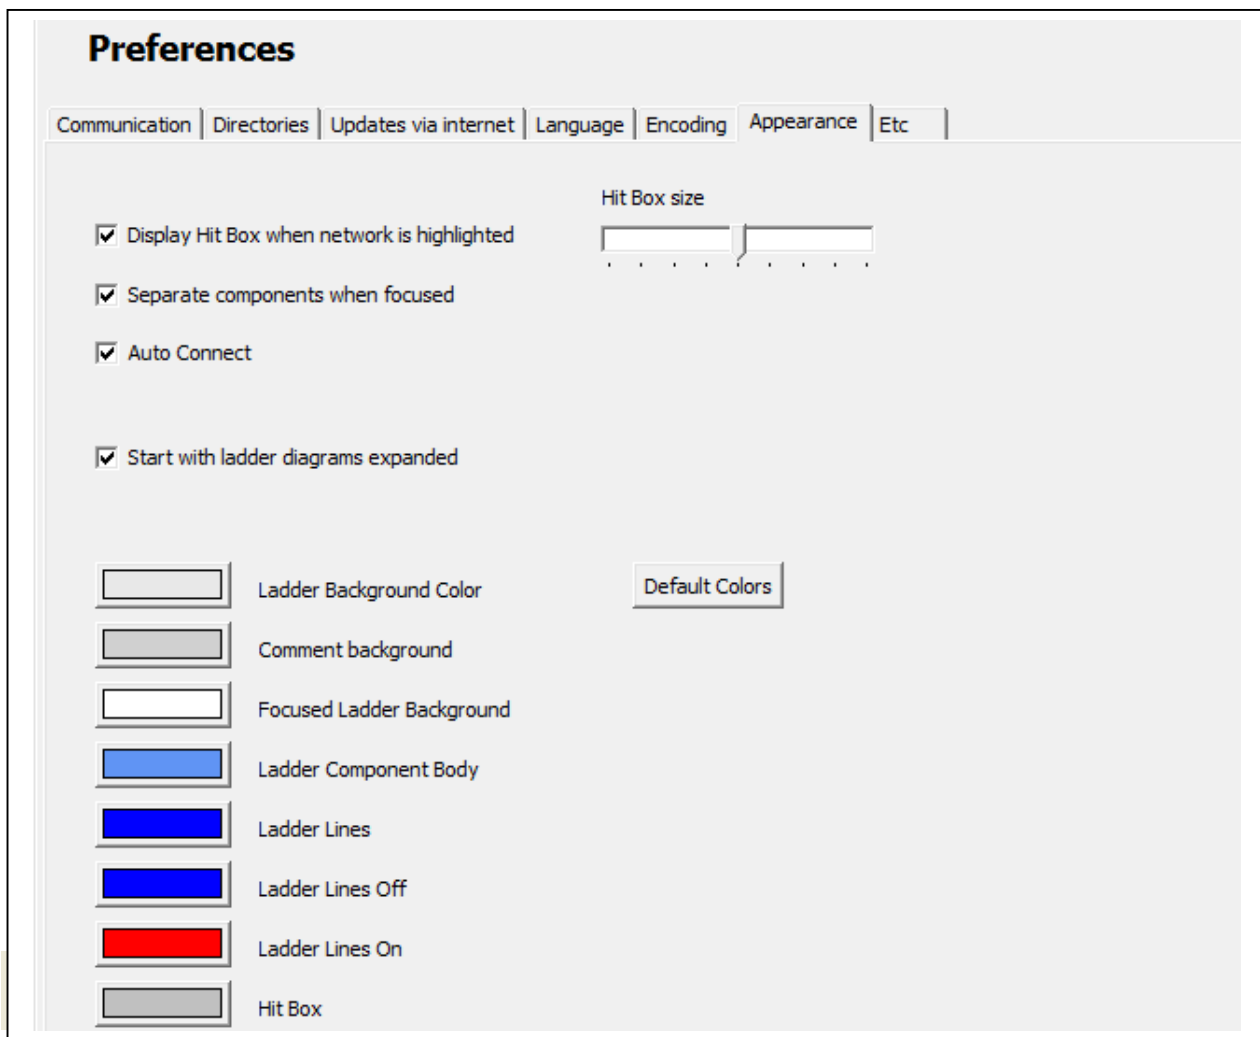 Preferences
Communication Directories Updates via internet Language Encoding Appearance Etc
Hit Box size
Display Hit Box when network is highlighted
Separate components when focused
Auto Connect
Start with ladder diagrams expanded
Ladder Background Color Default Colors
Comment background
Focused Ladder Background
Ladder Component Body
Ladder Lines
Ladder Lines Off
Ladder Lines On
Hit Box